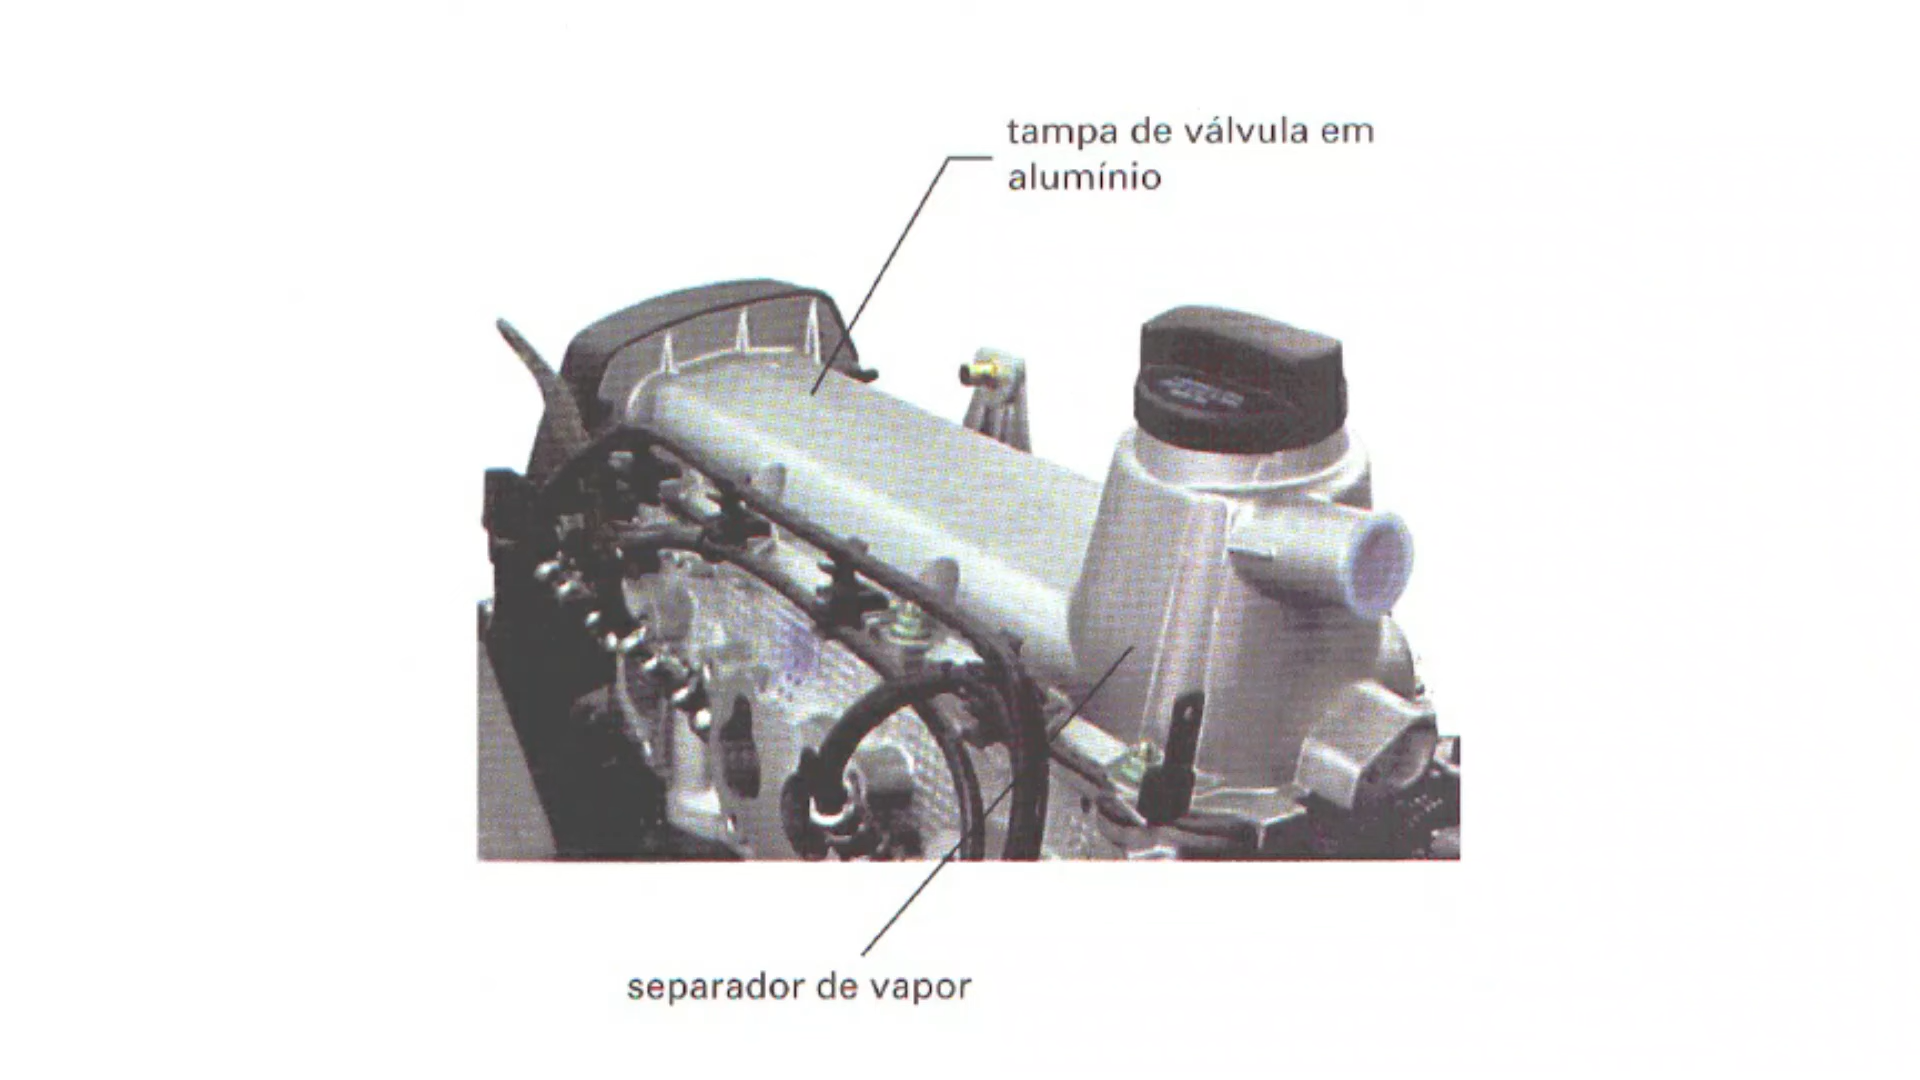 tampa de válvula em
alumínio
separador de vapor